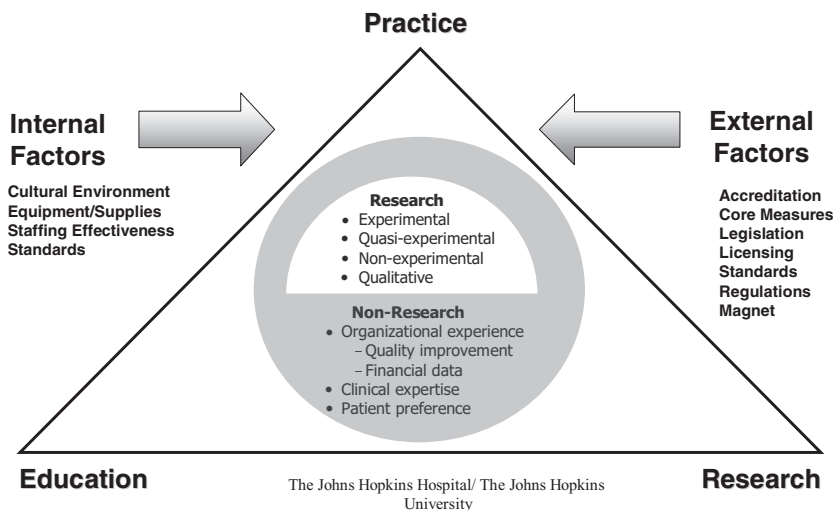 Practice
Internal
Factors
Cultural Environment
Equipment/Supplies
Staffing Effectiveness
Standards
External
Factors
Accreditation
Core Measures
Legislation
Licensing
Standards
Regulations
Magnet
Research
• Experimental
• Quasi-experimental
• Non-experimental
• Qualitative
Non-Research
• Organizational experience
– Quality improvement
– Financial data
• Clinical expertise
• Patient preference
Education
The Johns Hopkins Hospital/ The Johns Hopkins
University
Research